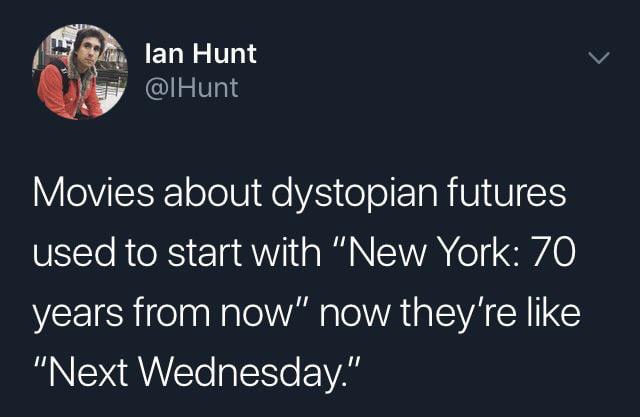 Ian Hunt
@IHunt
Movies about dystopian futures
used to start with "New York: 70
years from now" now they're like
"Next Wednesday."